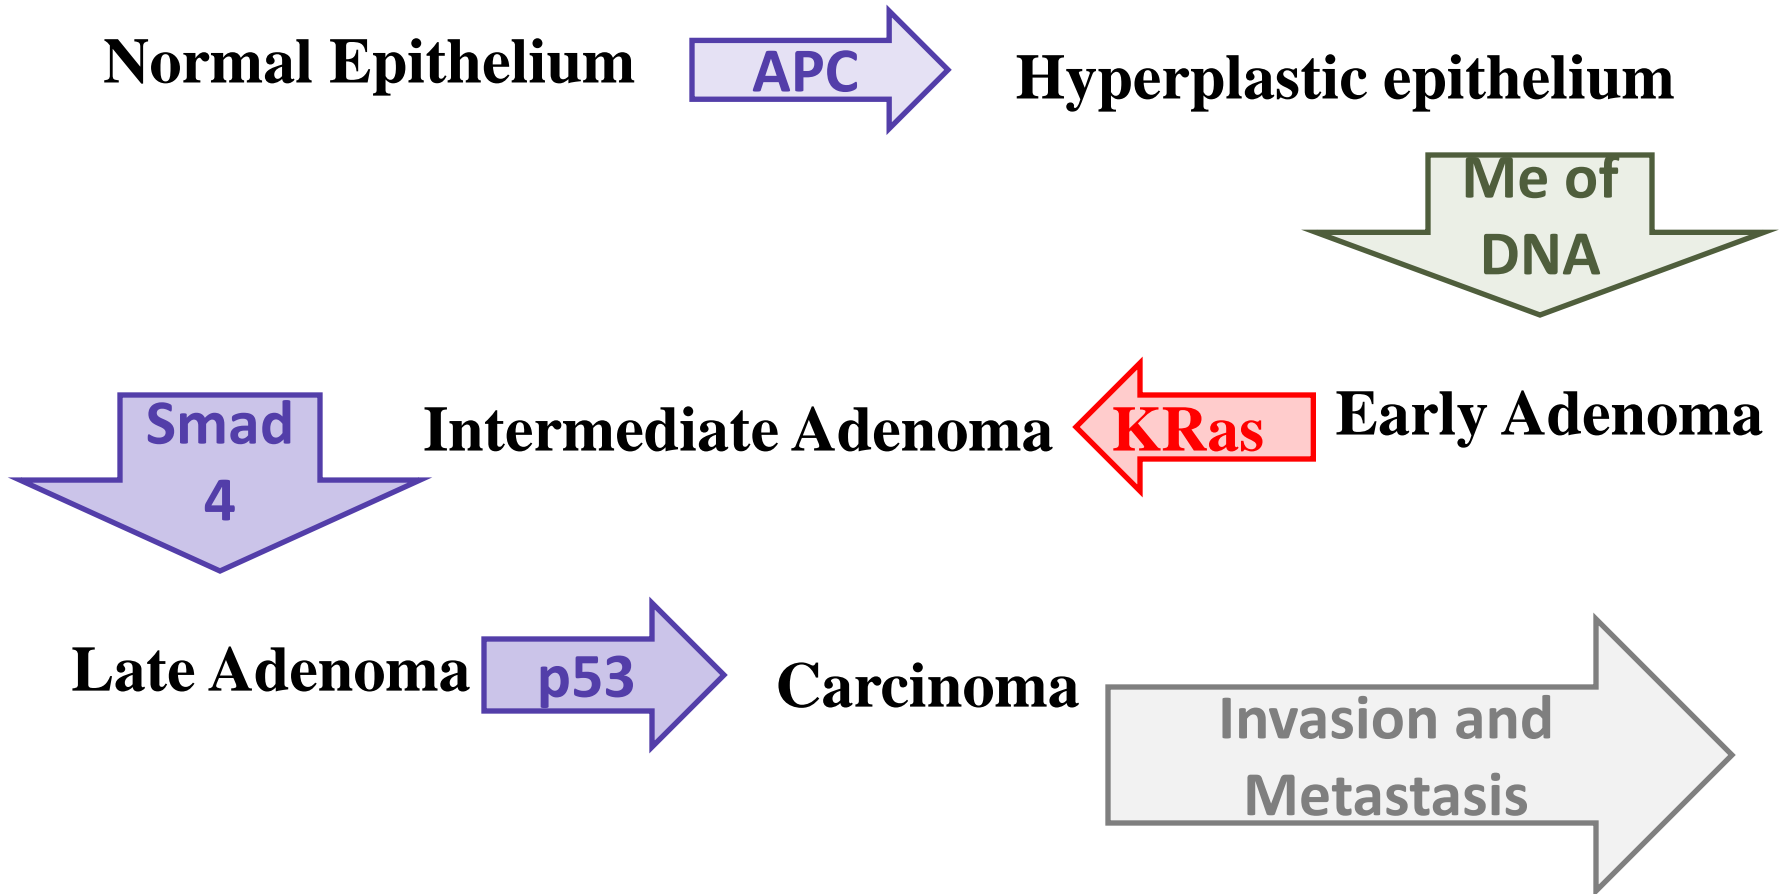 Normal Epithelium
APC
Hyperplastic epithelium
Me of
DNA
Early Adenoma
KRas
Intermediate Adenoma
Smad
4
Late Adenoma
p53
Carcinoma
Invasion and
Metastasis